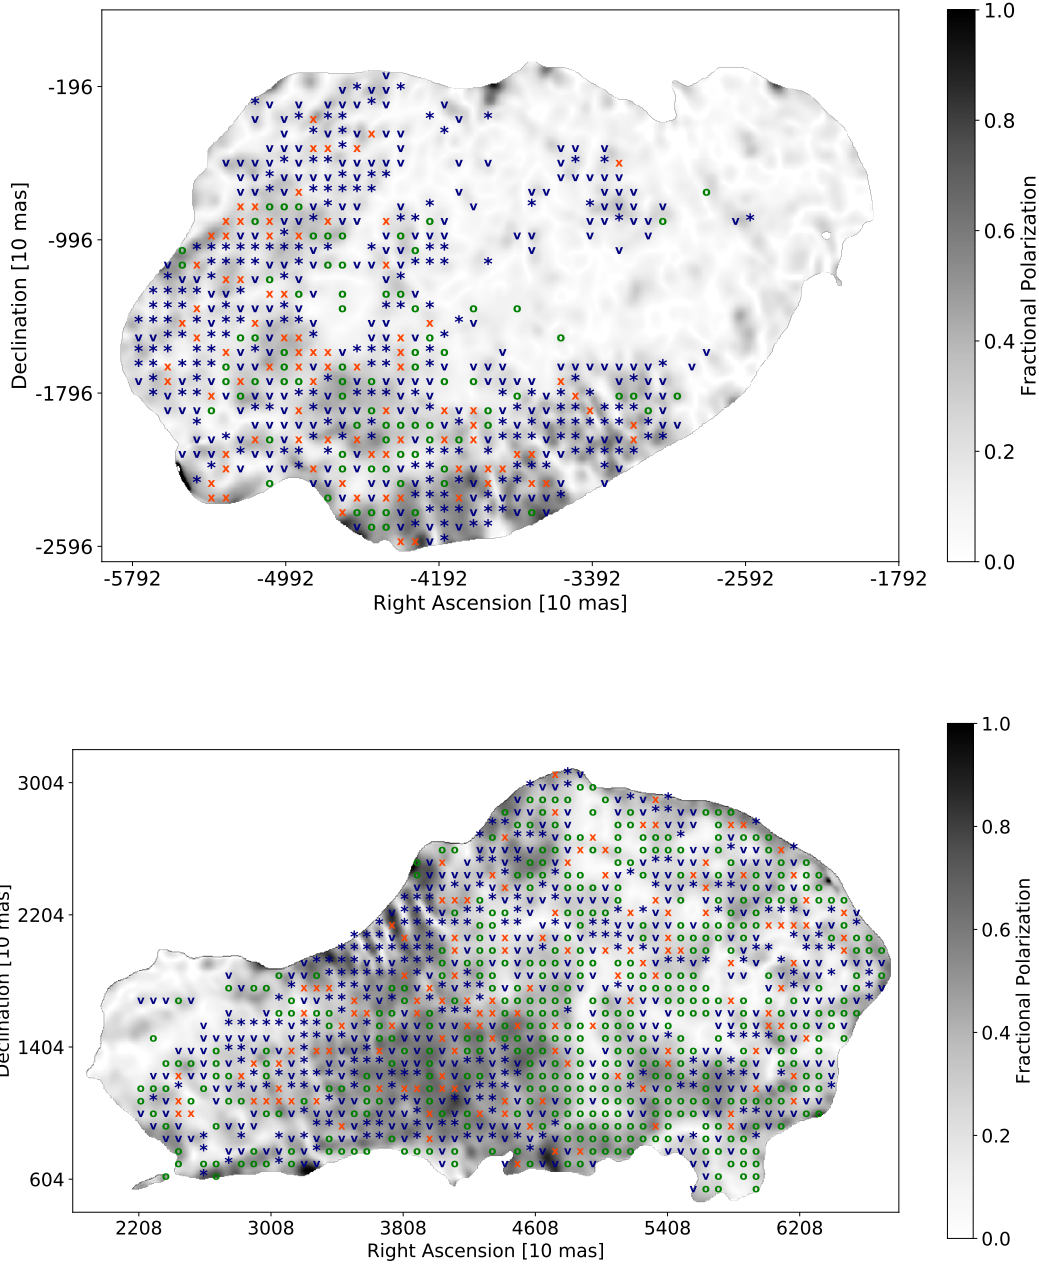 1.0
-196
0.8
-996
0.6
0.4
-1796
0.2
-2596
0.0
-5792 -4992 -4192 -3392 -2592 -1792
Right Ascension [10 mas]
Declination [10 mas]
Fractional Polarization
1.0
3004
0.8
2204
0.6
0.4
1404
0.2
604
0.0
2208 3008 3808 4608 5408 6208
Right Ascension [10 mas]
Declination [10 mas]
Fractional Polarization